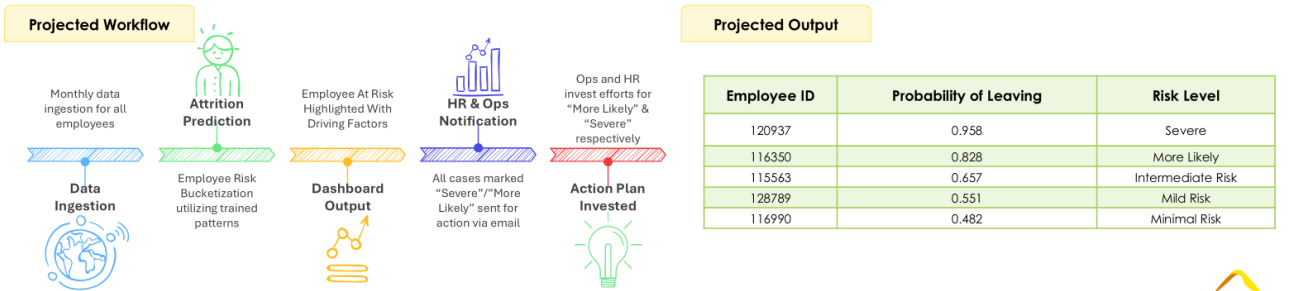 Projected Workflow
Monthly data
ingestion for all
employees
Data
Ingestion
Attrition
Prediction
Employee Risk
Bucketization
utilizing trained
patterns
Employee At Risk
Highlighted With
Driving Factors
Dashboard
Output
HR & Ops
Notification
All cases marked
“Severe”/”More
Likely” sent for
action via email
Ops and HR
invest efforts for
“More Likely” &
“Severe”
respectively
Action Plan
Invested
Projected Output
Employee ID Probability of Leaving Risk Level
120937 0.958 Severe
116350 0.828 More Likely
115563 0.657 Intermediate Risk
128789 0.551 Mild Risk
116990 0.482 Minimal Risk